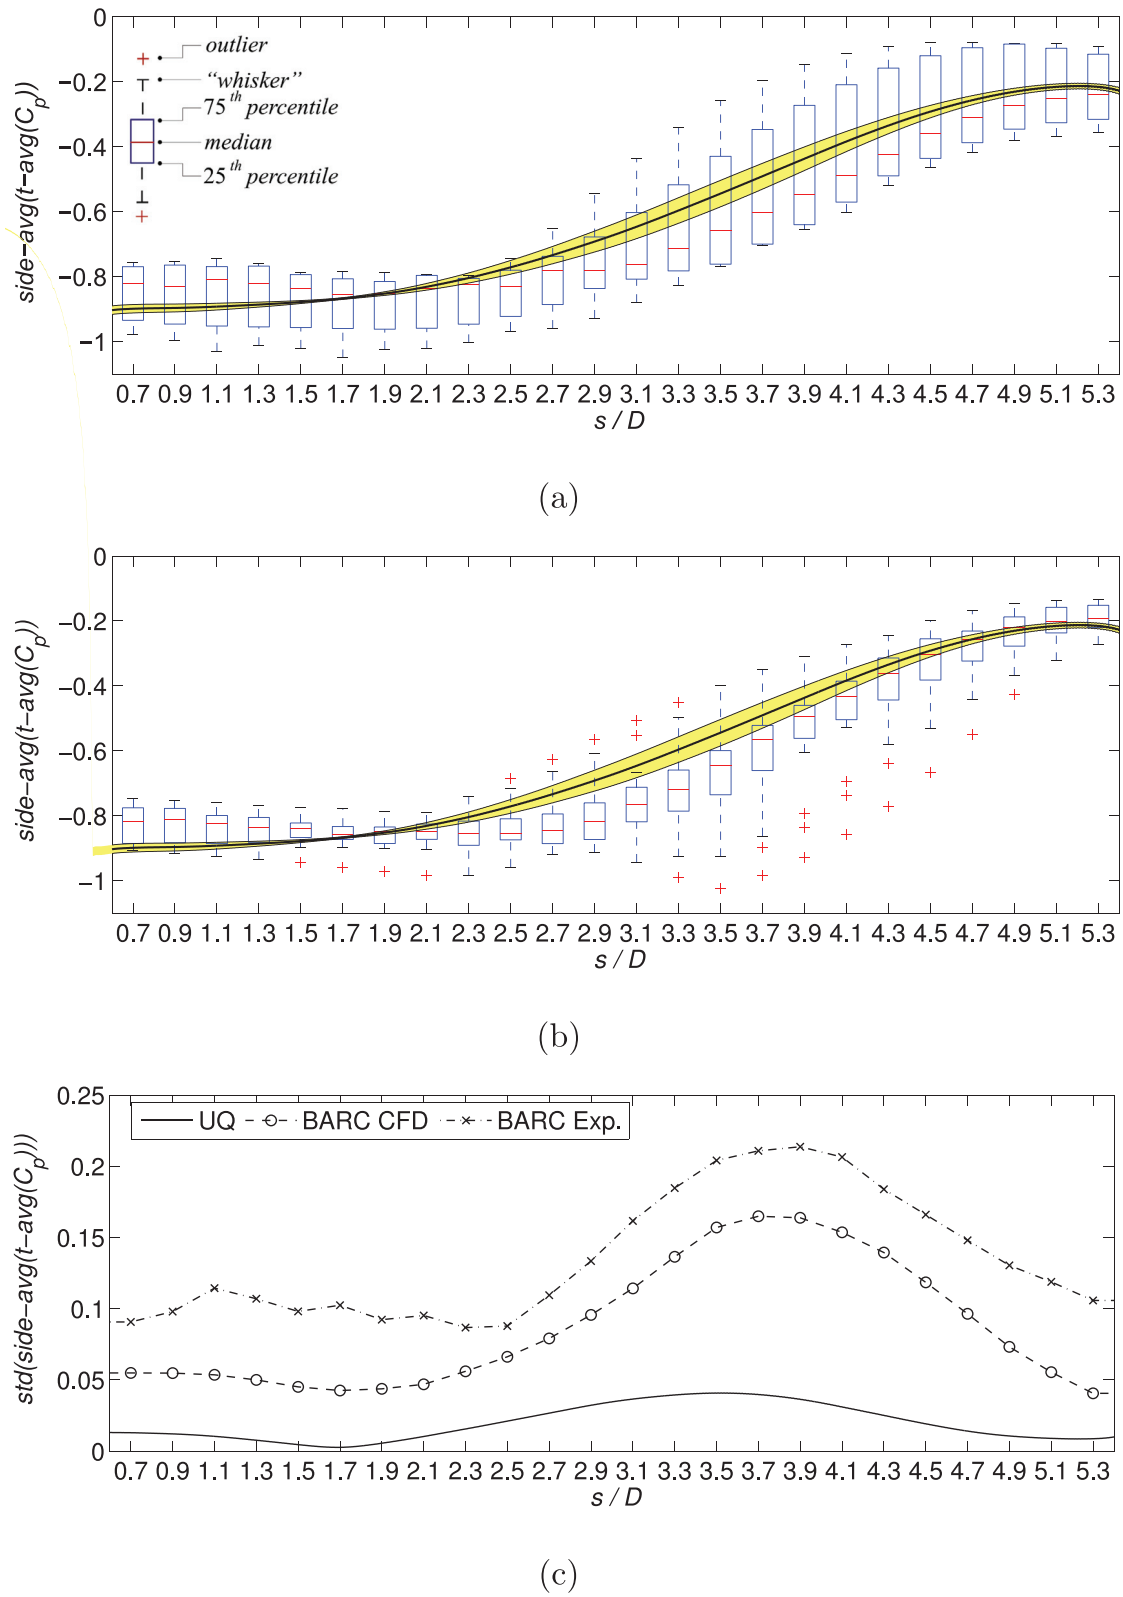 0
−0.2
−0.4
−0.6
−0.8
−1
side−avg(t−avg(Cp))
outlier
"whisker"
75th percentile
median
25th percentile
0.7 0.9 1.1 1.3 1.5 1.7 1.9 2.1 2.3 2.5 2.7 2.9 3.1 3.3 3.5 3.7 3.9 4.1 4.3 4.5 4.7 4.9 5.1 5.3
s / D
(a)
0
−0.2
−0.4
−0.6
−0.8
−1
side−avg(t−avg(Cp))
0.7 0.9 1.1 1.3 1.5 1.7 1.9 2.1 2.3 2.5 2.7 2.9 3.1 3.3 3.5 3.7 3.9 4.1 4.3 4.5 4.7 4.9 5.1 5.3
s / D
(b)
0.25
0.2
0.15
0.1
0.05
0
std(side−avg(t−avg(Cp)))
UQ BARC CFD BARC Exp.
0.7 0.9 1.1 1.3 1.5 1.7 1.9 2.1 2.3 2.5 2.7 2.9 3.1 3.3 3.5 3.7 3.9 4.1 4.3 4.5 4.7 4.9 5.1 5.3
s / D
(c)